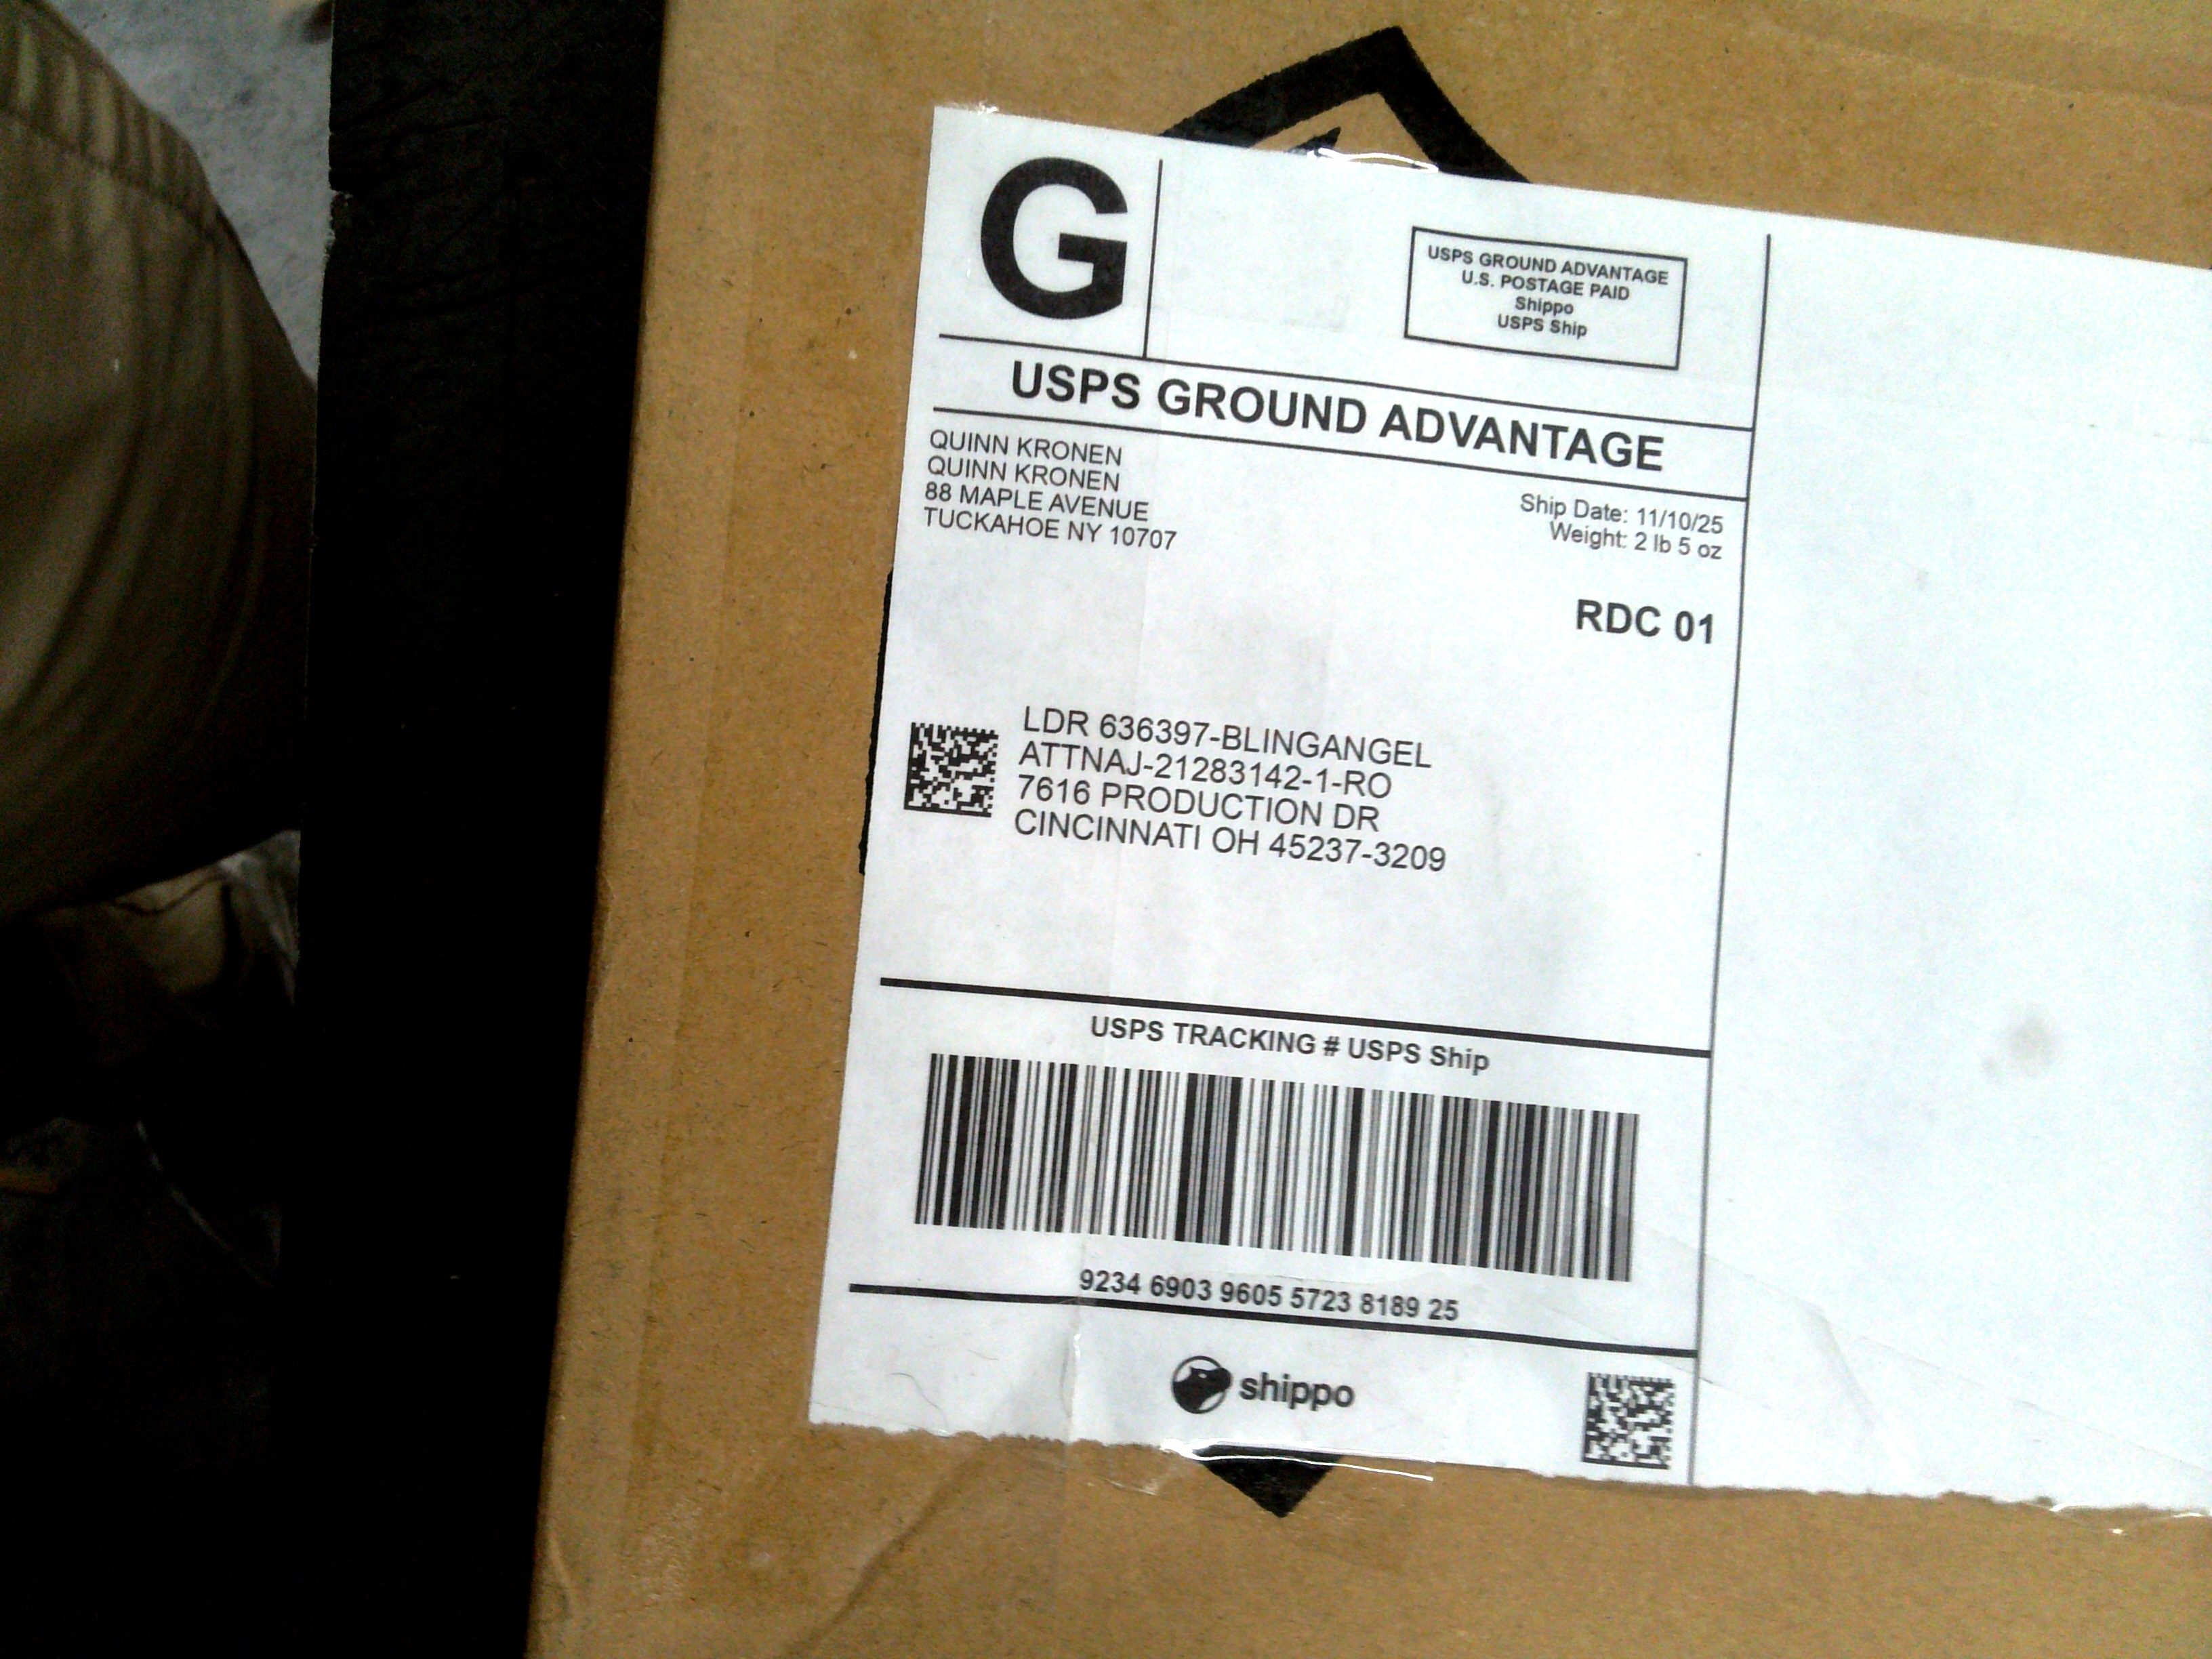 G
USPS GROUND ADVANTAGE
U.S. POSTAGE PAID
Shippo
USPS Ship
USPS GROUND ADVANTAGE
QUINN KRONEN
QUINN KRONEN
88 MAPLE AVENUE
TUCKAHOE NY 10707
Ship Date: 11/10/25
Weight: 2 lb 5 oz
RDC 01
LDR 636397-BLINGANGEL
ATTNAJ-21283142-1-RO
7616 PRODUCTION DR
CINCINNATI OH 45237-3209
USPS TRACKING # USPS Ship
9234 6903 9605 5723 8189 25
shippo